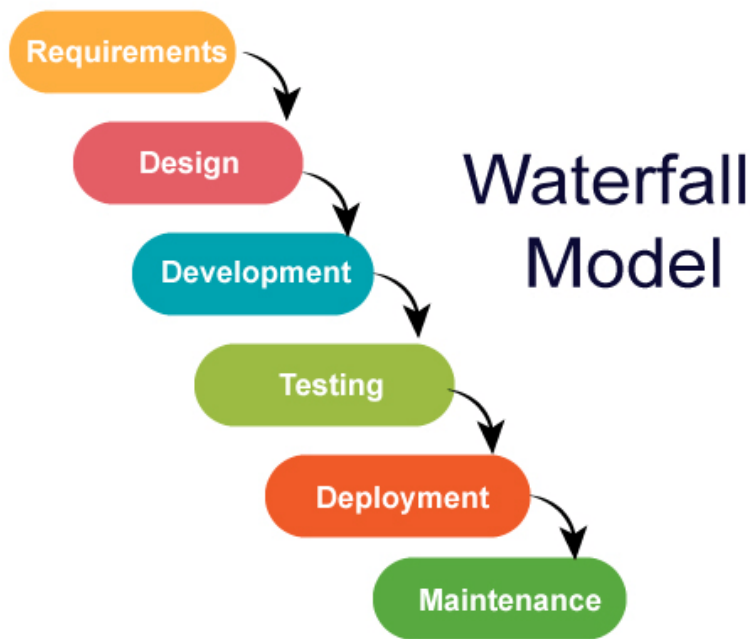 Requirements
Design
Waterfall
Model
Development
Testing
Deployment
Maintenance